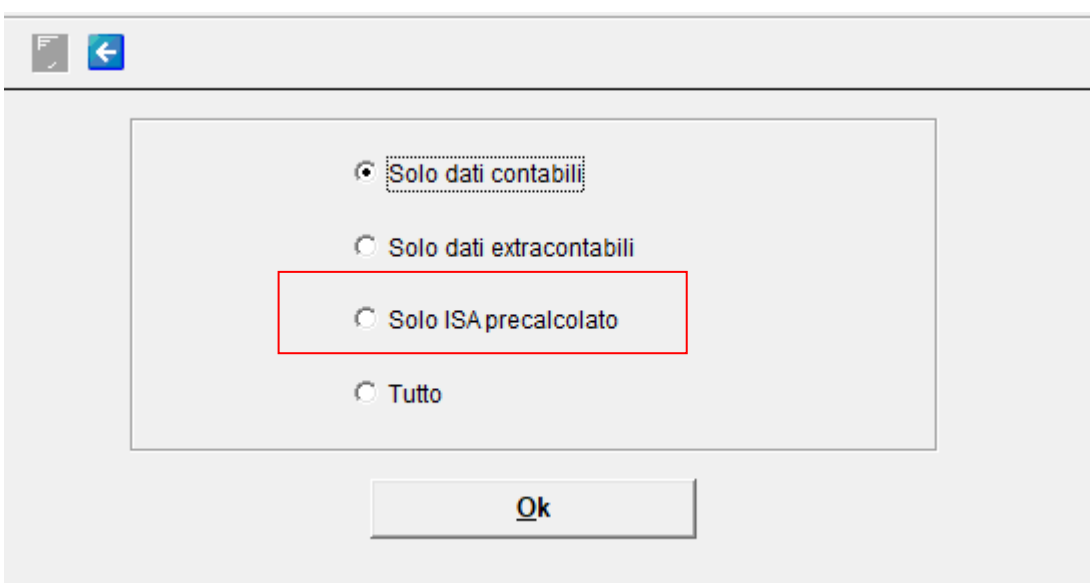 Solo dati contabili
Solo dati extracontabili
Solo ISA precalcolato
Tutto
Ok